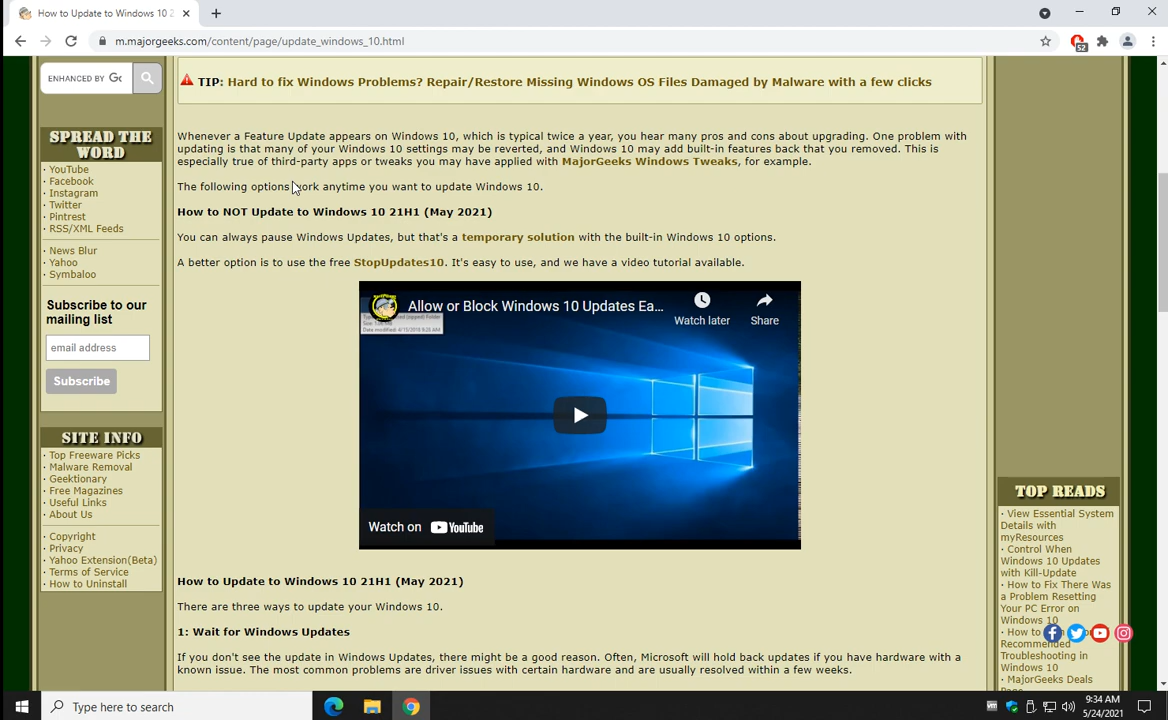 How to Update to Windows 10 2
m.majorgeeks.com/content/page/update_windows_10.html
52
ENHANCED BY G
TIP: Hard to fix Windows Problems? Repair/Restore Missing Windows OS Files Damaged by Malware with a few clicks
SPREAD THE
WORD
· YouTube
· Facebook
· Instagram
· Twitter
· Pintrest
· RSS/XML Feeds
· News Blur
· Yahoo
· Symbaloo
Subscribe to our
mailing list
email address
Subscribe
SITE INFO
· Top Freeware Picks
· Malware Removal
· Geektionary
· Free Magazines
· Useful Links
· About Us
· Copyright
· Privacy
· Yahoo Extension(Beta)
· Terms of Service
· How to Uninstall
Whenever a Feature Update appears on Windows 10, which is typical twice a year, you hear many pros and cons about upgrading. One problem with
updating is that many of your Windows 10 settings may be reverted, and Windows 10 may add built-in features back that you removed. This is
especially true of third-party apps or tweaks you may have applied with MajorGeeks Windows Tweaks, for example.
The following options work anytime you want to update Windows 10.
How to NOT Update to Windows 10 21H1 (May 2021)
You can always pause Windows Updates, but that's a temporary solution with the built-in Windows 10 options.
A better option is to use the free StopUpdates10. It's easy to use, and we have a video tutorial available.
Allow or Block Windows 10 Updates Ea...
Watch later
Share
Date modified: 4/15/2019 9:25 AM
Watch on YouTube
How to Update to Windows 10 21H1 (May 2021)
There are three ways to update your Windows 10.
1: Wait for Windows Updates
If you don't see the update in Windows Updates, there might be a good reason. Often, Microsoft will hold back updates if you have hardware with a
known issue. The most common problems are driver issues with certain hardware and are usually resolved within a few weeks.
TOP READS
· View Essential System
Details with
myResources
· Control When
Windows 10 Updates
with Kill-Update
· How to Fix There Was
a Problem Resetting
Your PC Error on
Windows 10
· How to
Recommended
Troubleshooting in
Windows 10
· MajorGeeks Deals
Type here to search
vm
9:34 AM
5/24/2021